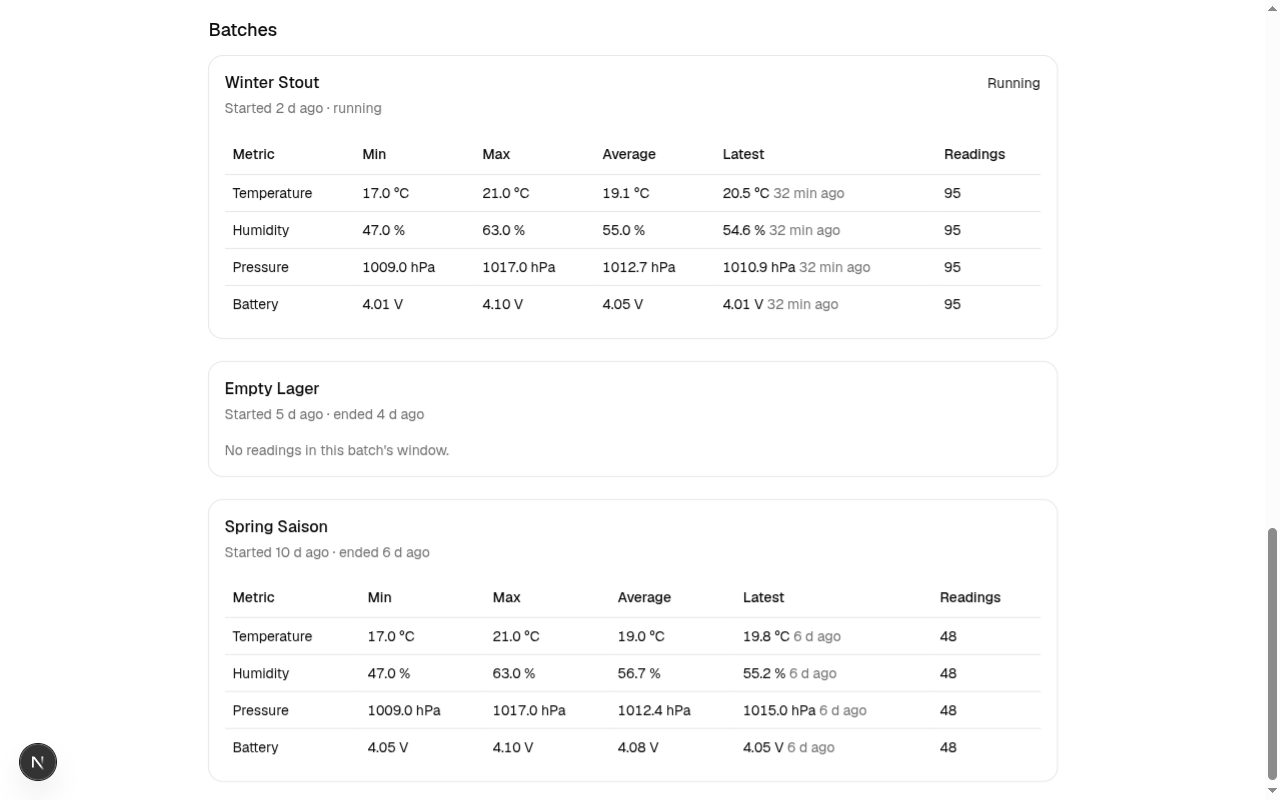 Batches
Winter Stout Running
Started 2 d ago · running
Metric Min Max Average Latest Readings
Temperature 17.0 °C 21.0 °C 19.1 °C 20.5 °C 32 min ago 95
Humidity 47.0 % 63.0 % 55.0 % 54.6 % 32 min ago 95
Pressure 1009.0 hPa 1017.0 hPa 1012.7 hPa 1010.9 hPa 32 min ago 95
Battery 4.01 V 4.10 V 4.05 V 4.01 V 32 min ago 95
Empty Lager
Started 5 d ago · ended 4 d ago
No readings in this batch's window.
Spring Saison
Started 10 d ago · ended 6 d ago
Metric Min Max Average Latest Readings
Temperature 17.0 °C 21.0 °C 19.0 °C 19.8 °C 6 d ago 48
Humidity 47.0 % 63.0 % 56.7 % 55.2 % 6 d ago 48
Pressure 1009.0 hPa 1017.0 hPa 1012.4 hPa 1015.0 hPa 6 d ago 48
Battery 4.05 V 4.10 V 4.08 V 4.05 V 6 d ago 48
N